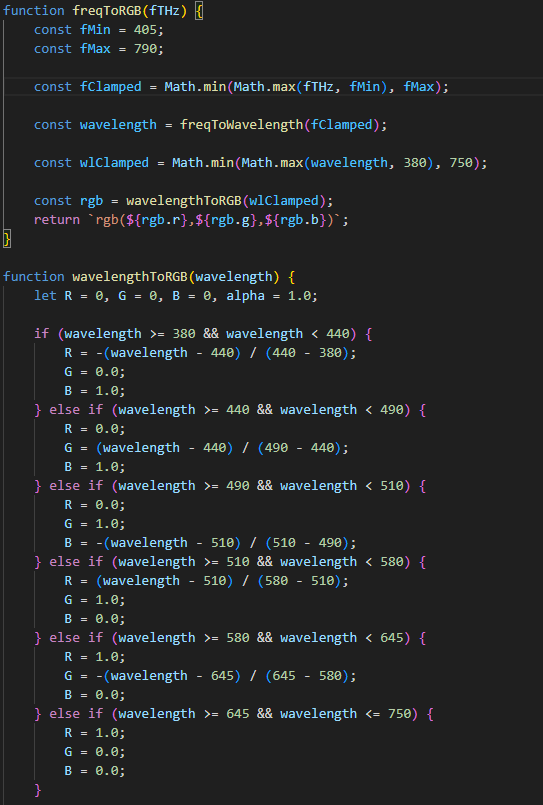 function freqToRGB(fTHz) {
    const fMin = 405;
    const fMax = 790;

    const fClamped = Math.min(Math.max(fTHz, fMin), fMax);

    const wavelength = freqToWavelength(fClamped);

    const wlClamped = Math.min(Math.max(wavelength, 380), 750);

    const rgb = wavelengthToRGB(wlClamped);
    return `rgb(${rgb.r},${rgb.g},${rgb.b})`;
}

function wavelengthToRGB(wavelength) {
    let R = 0, G = 0, B = 0, alpha = 1.0;

    if (wavelength >= 380 && wavelength < 440) {
        R = -(wavelength - 440) / (440 - 380);
        G = 0.0;
        B = 1.0;
    } else if (wavelength >= 440 && wavelength < 490) {
        R = 0.0;
        G = (wavelength - 440) / (490 - 440);
        B = 1.0;
    } else if (wavelength >= 490 && wavelength < 510) {
        R = 0.0;
        G = 1.0;
        B = -(wavelength - 510) / (510 - 490);
    } else if (wavelength >= 510 && wavelength < 580) {
        R = (wavelength - 510) / (580 - 510);
        G = 1.0;
        B = 0.0;
    } else if (wavelength >= 580 && wavelength < 645) {
        R = 1.0;
        G = -(wavelength - 645) / (645 - 580);
        B = 0.0;
    } else if (wavelength >= 645 && wavelength <= 750) {
        R = 1.0;
        G = 0.0;
        B = 0.0;
    }